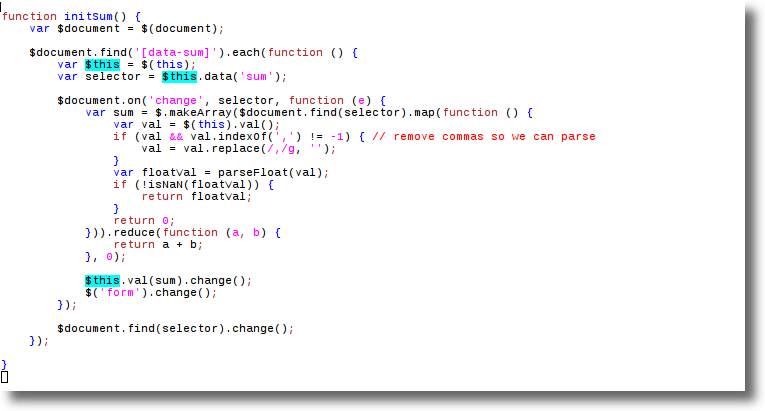 function initSum() {
    var $document = $(document);

    $document.find('[data-sum]').each(function () {
        var $this = $(this);
        var selector = $this.data('sum');

        $document.on('change', selector, function (e) {
            var sum = $.makeArray($document.find(selector).map(function () {
                var val = $(this).val();
                if (val && val.indexOf(',') != -1) { // remove commas so we can parse
                    val = val.replace(/,/g, '');
                }
                var floatVal = parseFloat(val);
                if (!isNaN(floatVal)) {
                    return floatVal;
                }
                return 0;
            })).reduce(function (a, b) {
                return a + b;
            }, 0);

            $this.val(sum).change();
            $('form').change();
        });

        $document.find(selector).change();
    });

}